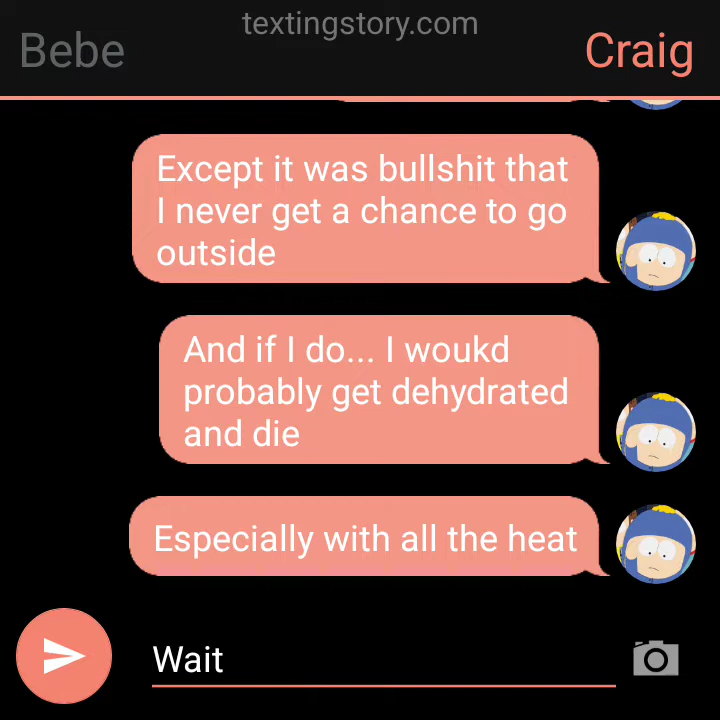 textingstory.com
Bebe
Craig
Except it was bullshit that
I never get a chance to go
outside
And if I do... I woukd
probably get dehydrated
and die
Especially with all the heat
Wait